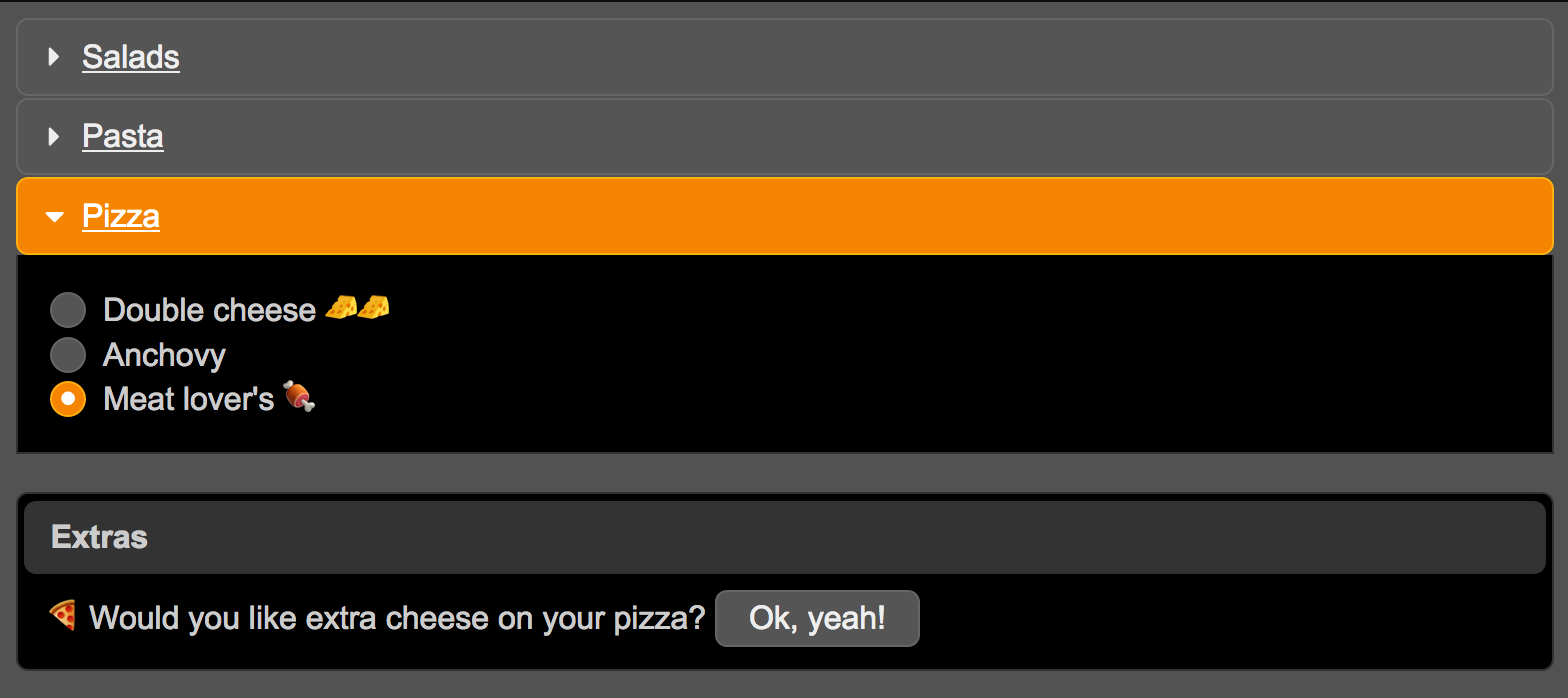 Salads
Pasta
Pizza
Double cheese 🧀🧀
Anchovy
Meat lover's 🍖
Extras
🍕 Would you like extra cheese on your pizza? Ok, yeah!